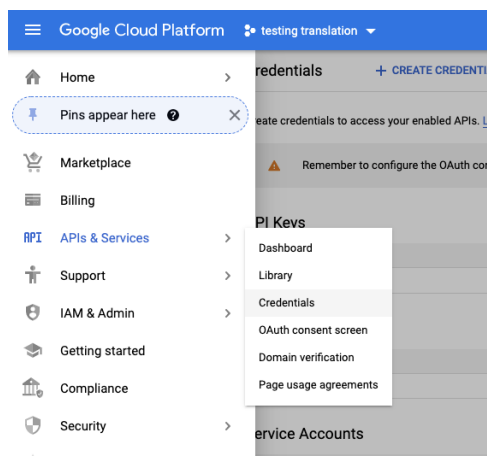 Google Cloud Platform testing translation
Home
redentials + CREATE CREDENTI
Pins appear here
eate credentials to access your enabled APIs. L
Marketplace
Remember to configure the OAuth cor
Billing
API APIs & Services
PI Keys
Dashboard
Support
Library
IAM & Admin
Credentials
OAuth consent screen
Getting started
Domain verification
Compliance
Page usage agreements
Security
ervice Accounts